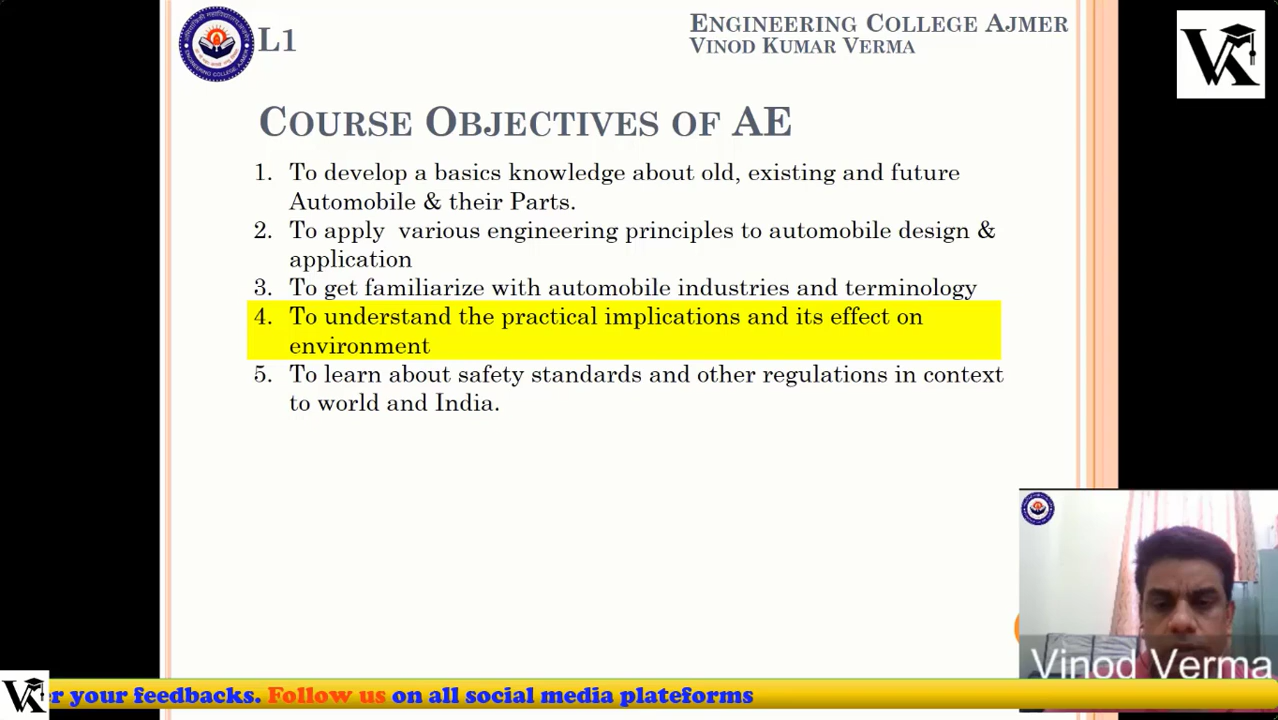 L1
ENGINEERING COLLEGE AJMER
VINOD KUMAR VERMA
COURSE OBJECTIVES OF AE
1. To develop a basics knowledge about old, existing and future
Automobile & their Parts.
2. To apply various engineering principles to automobile design &
application
3. To get familiarize with automobile industries and terminology
4. To understand the practical implications and its effect on
environment
5. To learn about safety standards and other regulations in context
to world and India.
Vinod Verma
er your feedbacks. Follow us on all social media plateforms